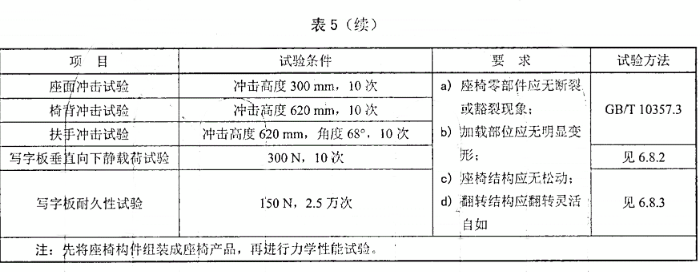 表 5（续）
项 目 试验条件 要 求 试验方法
座面冲击试验 冲击高度 300 mm，10 次 a) 座椅零部件应无断裂
或豁裂现象；
椅背冲击试验 冲击高度 620 mm，10 次 GB/T 10357.3
扶手冲击试验 冲击高度 620 mm，角度 68°，10 次 b) 加载部位应无明显变
形；
写字板垂直向下静载荷试验 300 N，10 次 见 6.8.2
写字板耐久性试验 150 N，2.5 万次 c) 座椅结构应无松动；
d) 翻转结构应翻转灵活
自如
见 6.8.3
注：先将座椅构件组装成座椅产品，再进行力学性能试验。